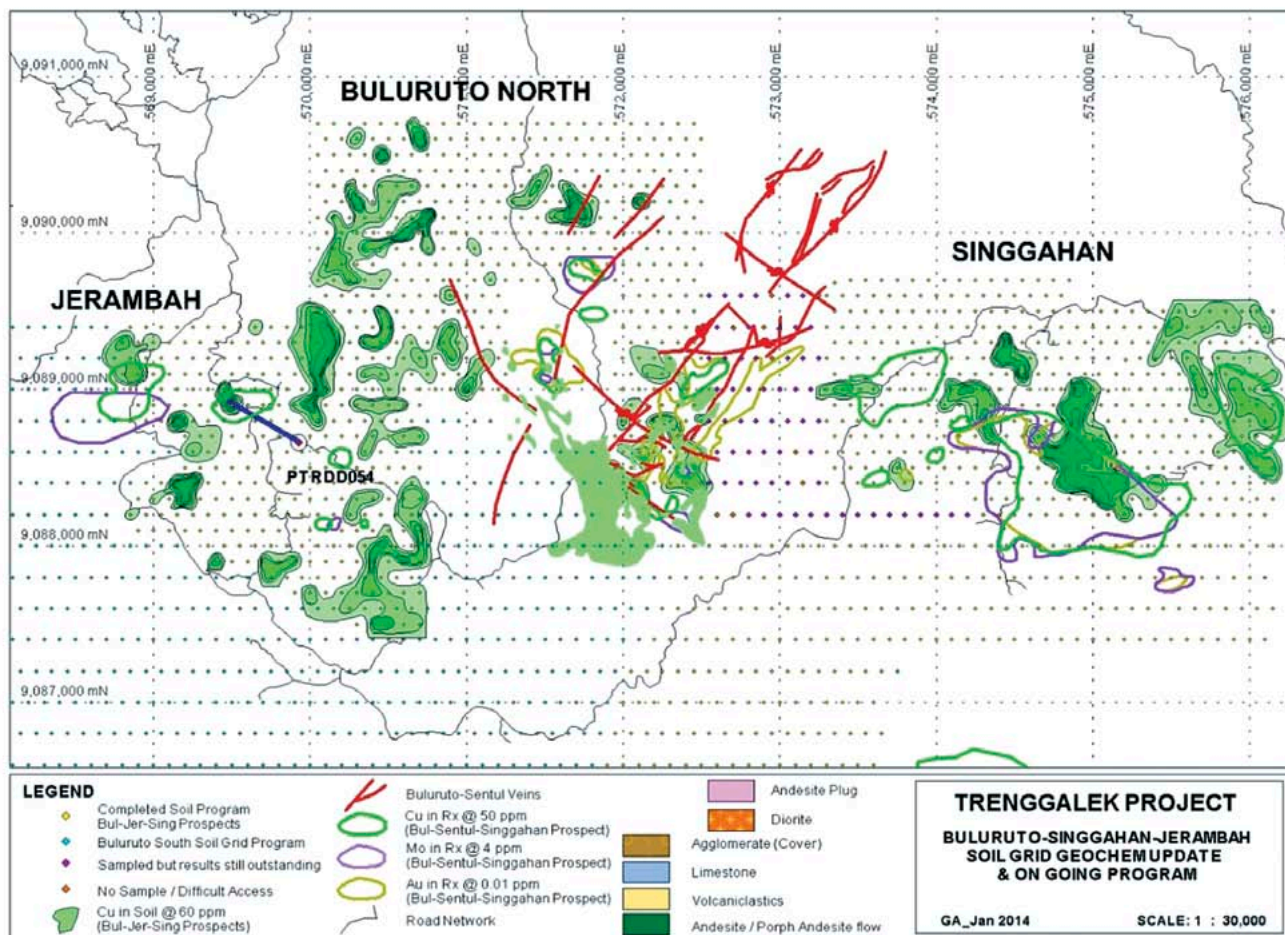 569,000 mE
570,000 mE
572,000 mE
573,000 mE
574,000 mE
575,000 mE
576,000 mE
9,091,000 mN
BULURUTO NORTH
9,090,000 mN
SINGGAHAN
JERAMBAH
9,089,000 mN
PTRDD054
9,088,000 mN
9,087,000 mN
LEGEND
Completed Soil Program
Bul-Jer-Sing Prospects
Buluruto South Soil Grid Program
Sampled but results still outstanding
No Sample / Difficult Access
Cu in Soil @ 60 ppm
(Bul-Jer-Sing Prospects)
Buluruto-Sentul Veins
Cu in Rx @ 50 ppm
(Bul-Sentul-Singgahan Prospect)
Mo in Rx @ 4 ppm
(Bul-Sentul-Singgahan Prospect)
Au in Rx @ 0.01 ppm
(Bul-Sentul-Singgahan Prospect)
Road Network
Andesite Plug
Diorite
Agglomerate (Cover)
Limestone
Volcaniclastics
Andesite / Porph Andesite flow
TRENGGALEK PROJECT
BULURUTO-SINGGAHAN-JERAMBAH
SOIL GRID GEOCHEM UPDATE
& ON GOING PROGRAM
GA_Jan 2014
SCALE: 1 : 30,000